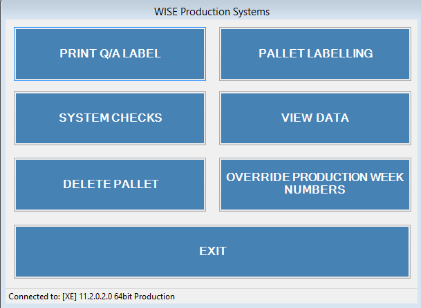 WISE Production Systems
PRINT Q/A LABEL
PALLET LABELLING
SYSTEM CHECKS
VIEW DATA
DELETE PALLET
OVERRIDE PRODUCTION WEEK
NUMBERS
EXIT
Connected to: [XE] 11.2.0.2.0 64bit Production